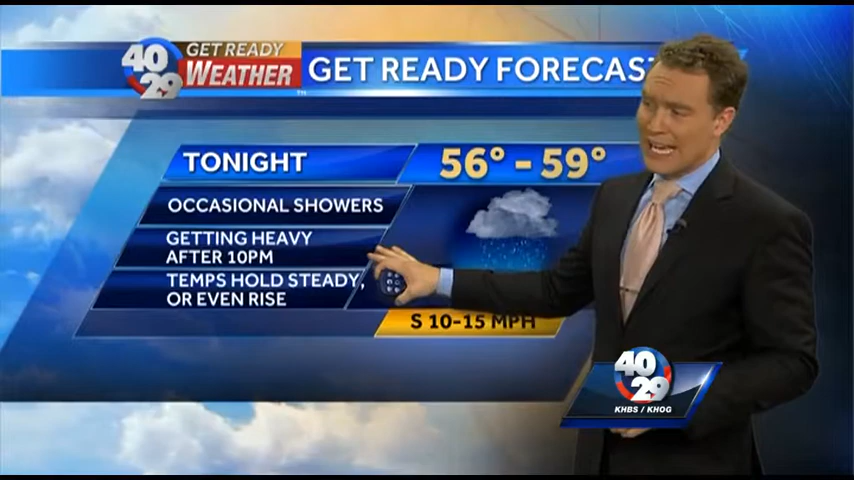 40
29
GET READY
WEATHER
GET READY FORECAST
TONIGHT
56° - 59°
OCCASIONAL SHOWERS
GETTING HEAVY
AFTER 10PM
TEMPS HOLD STEADY,
OR EVEN RISE
S 10-15 MPH
40
29
KHBS / KHOG